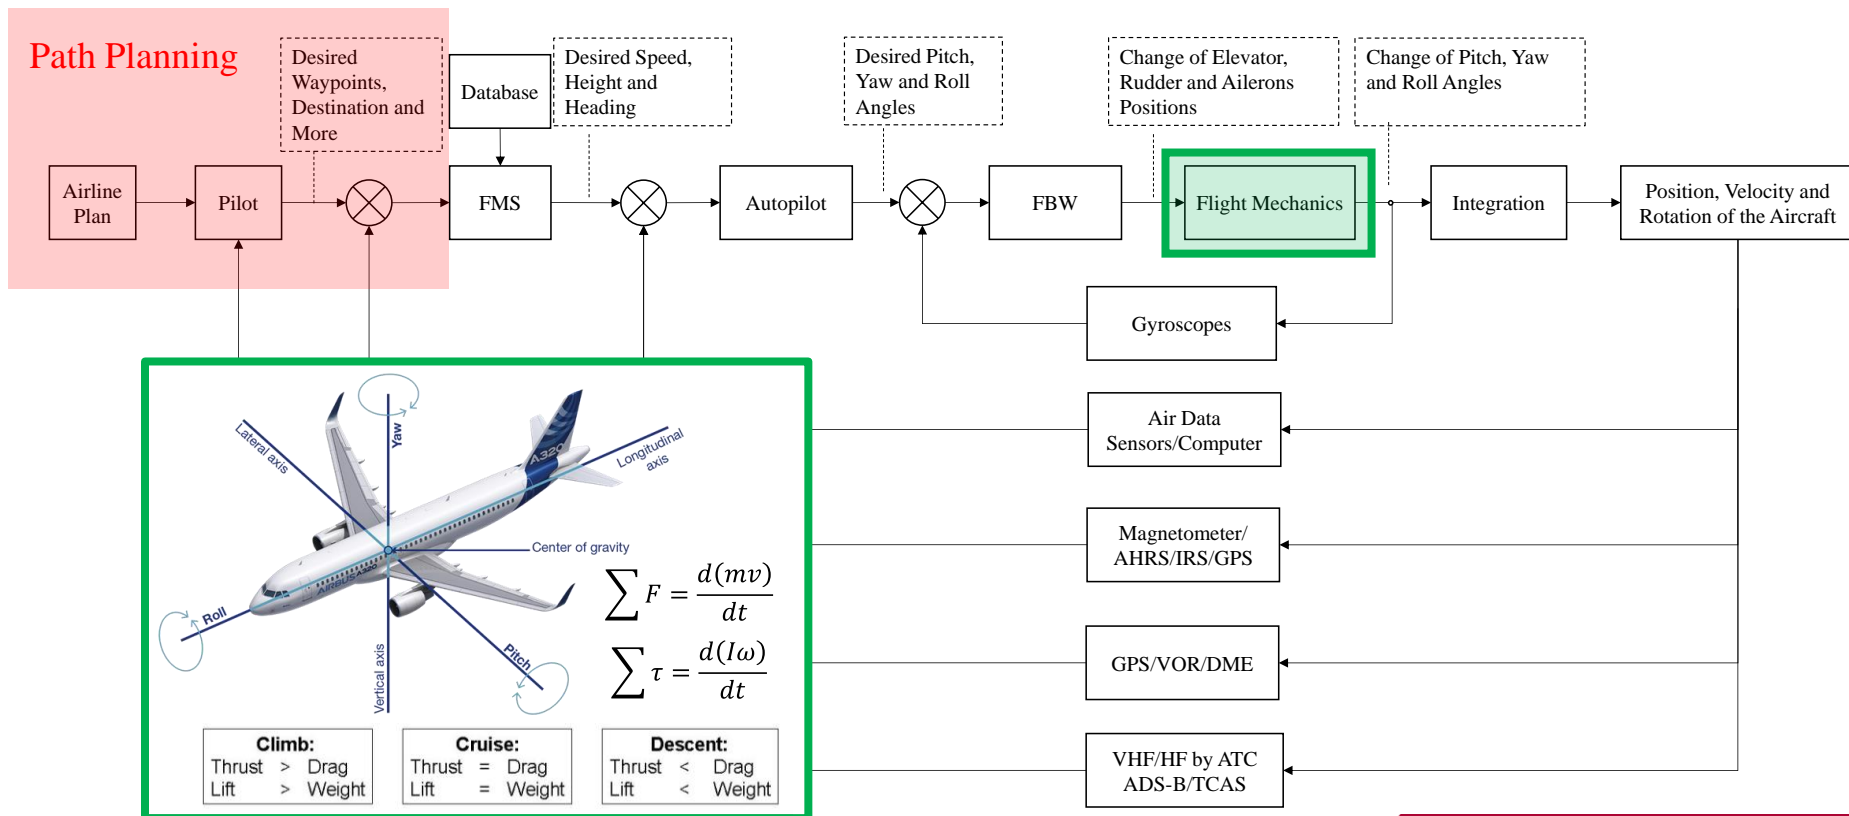 Path Planning
Desired
Waypoints,
Destination and
More
Database
Desired Speed,
Height and
Heading
Desired Pitch,
Yaw and Roll
Angles
Change of Elevator,
Rudder and Ailerons
Positions
Change of Pitch, Yaw
and Roll Angles
Airline
Plan
Pilot
FMS
Autopilot
FBW
Flight Mechanics
Integration
Position, Velocity and
Rotation of the Aircraft
Gyroscopes
Air Data
Sensors/Computer
Magnetometer/
AHRS/IRS/GPS
GPS/VOR/DME
VHF/HF by ATC
ADS-B/TCAS
Lateral axis
Yaw
A320
Longitudinal
axis
Center of gravity
AIRBUS A320
Roll
Vertical axis
Pitch
∑ F = d(mv)/dt
∑ τ = d(Iω)/dt
Climb:
Thrust > Drag
Lift > Weight
Cruise:
Thrust = Drag
Lift = Weight
Descent:
Thrust < Drag
Lift < Weight